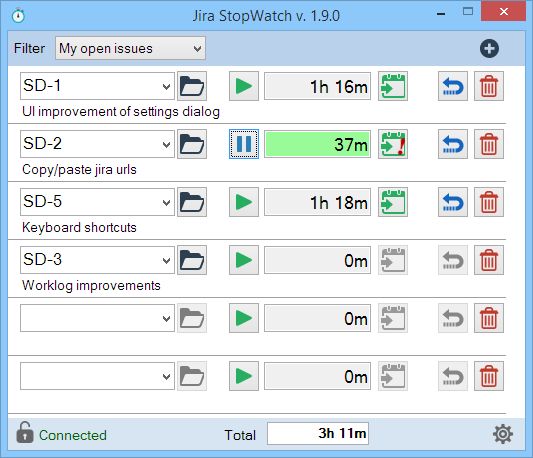 Jira StopWatch v. 1.9.0
Filter My open issues
SD-1 1h 16m
UI improvement of settings dialog
SD-2 37m
Copy/paste jira urls
SD-5 1h 18m
Keyboard shortcuts
SD-3 0m
Worklog improvements
0m
0m
Connected Total 3h 11m